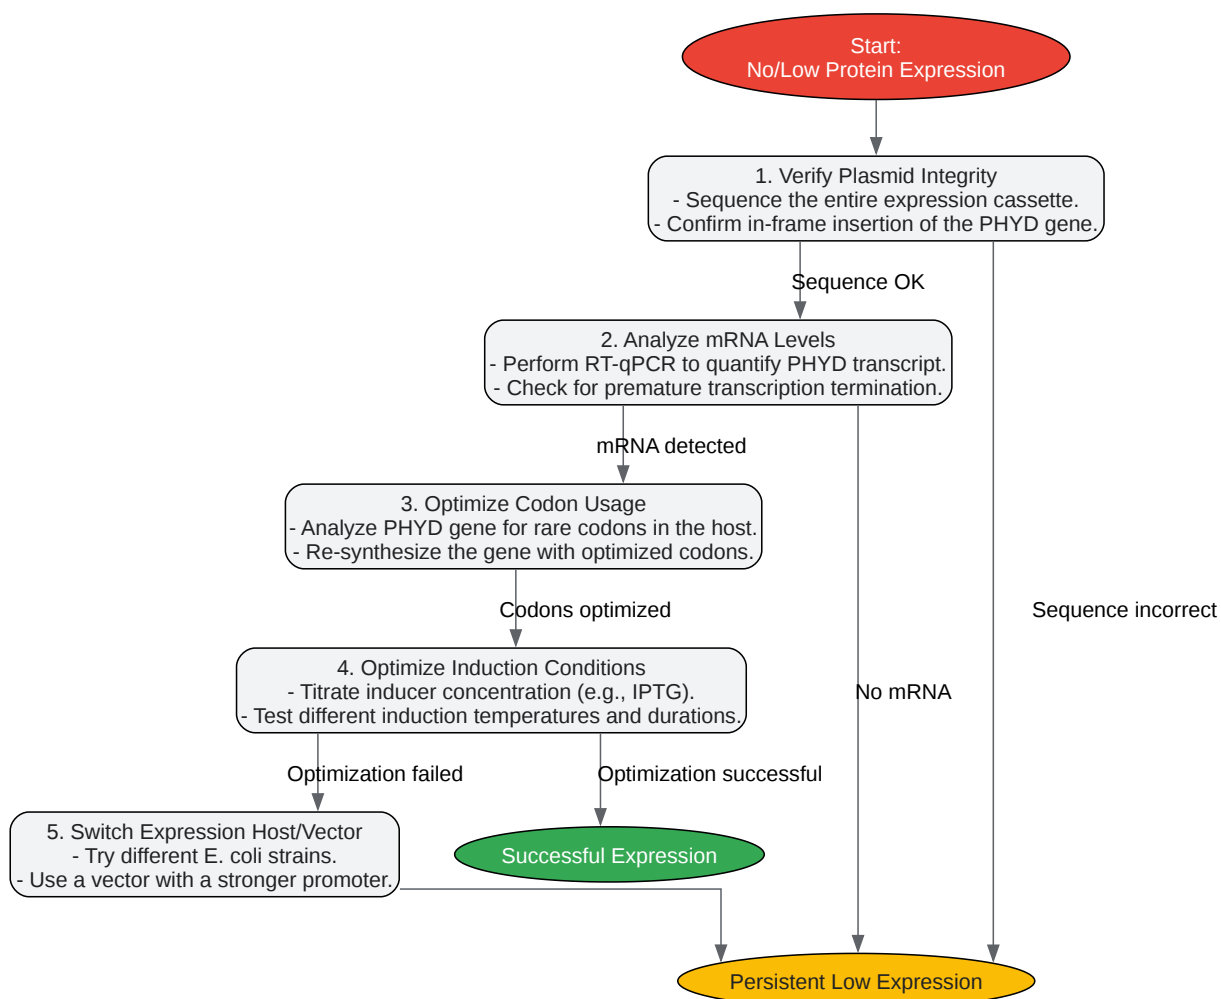 Start:
No/Low Protein Expression
1. Verify Plasmid Integrity
- Sequence the entire expression cassette.
- Confirm in-frame insertion of the PHYD gene.
Sequence OK
2. Analyze mRNA Levels
- Perform RT-qPCR to quantify PHYD transcript.
- Check for premature transcription termination.
mRNA detected
3. Optimize Codon Usage
- Analyze PHYD gene for rare codons in the host.
- Re-synthesize the gene with optimized codons.
Codons optimized
Sequence incorrect
4. Optimize Induction Conditions
- Titrate inducer concentration (e.g., IPTG).
- Test different induction temperatures and durations.
No mRNA
Optimization failed
Optimization successful
5. Switch Expression Host/Vector
- Try different E. coli strains.
- Use a vector with a stronger promoter.
Successful Expression
Persistent Low Expression